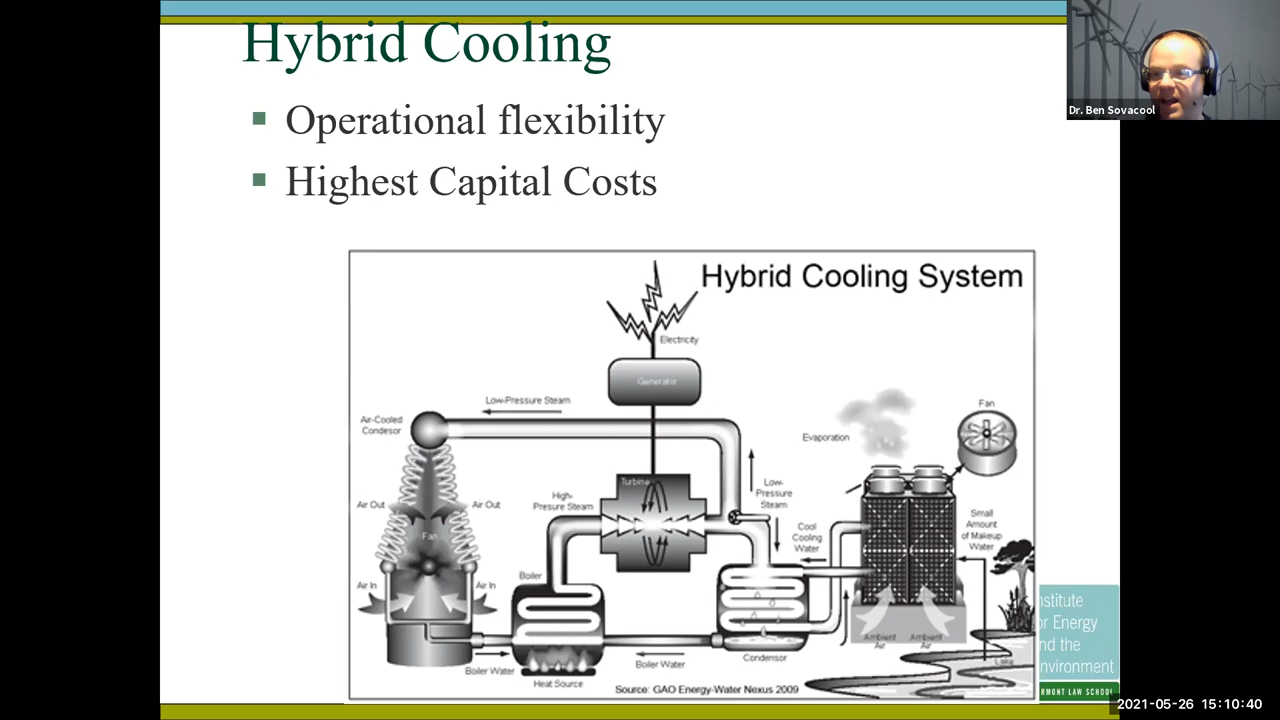 Hybrid Cooling
Operational flexibility
Highest Capital Costs
Dr. Ben Sovacool
Hybrid Cooling System
Electricity
Generator
Low-Pressure Steam
Air-Cooled
Condesor
Fan
Evaporation
Turbine
High-
Presure Steam
Low-
Pressure
Steam
Air Out
Air Out
Fan
Cool
Cooling
Water
Small
Amount
of Makeup
Water
Air In
Air In
Boiler
Ambient
Air
Ambient
Air
Lake
Boiler Water
Boiler Water
Condensor
Heat Source
Source: GAO Energy-Water Nexus 2009
nstitute
or Energy
nd the
nvironment
RMONT LAW SCHOOL
2021-05-26 15:10:40